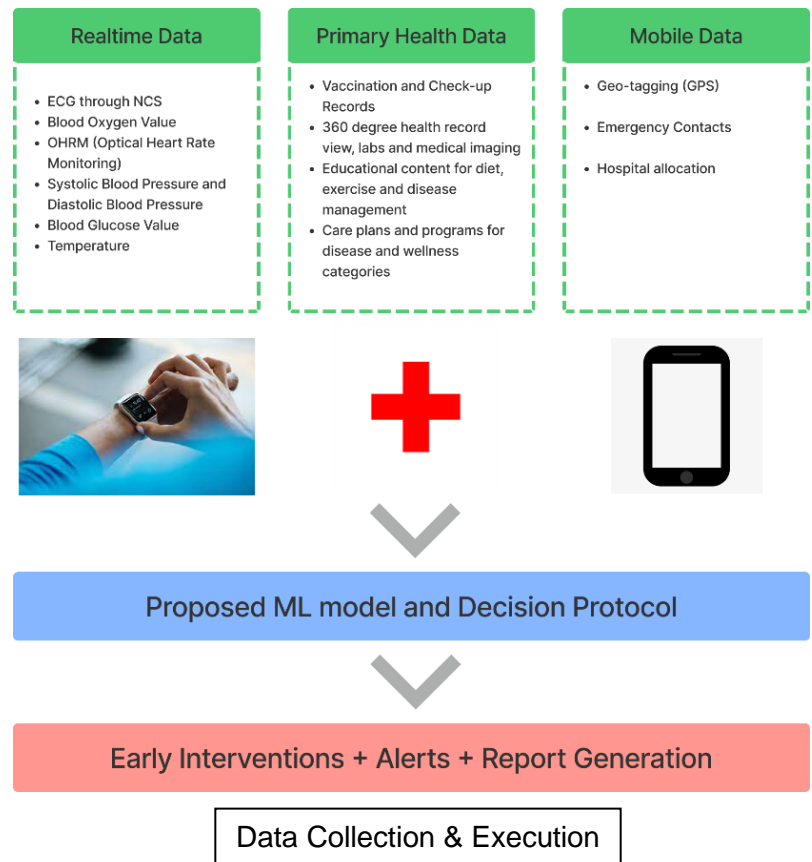 Realtime Data
• ECG through NCS
• Blood Oxygen Value
• OHRM (Optical Heart Rate
Monitoring)
• Systolic Blood Pressure and
Diastolic Blood Pressure
• Blood Glucose Value
• Temperature
Primary Health Data
• Vaccination and Check-up
Records
• 360 degree health record
view, labs and medical imaging
• Educational content for diet,
exercise and disease
management
• Care plans and programs for
disease and wellness
categories
Mobile Data
• Geo-tagging (GPS)
• Emergency Contacts
• Hospital allocation
Proposed ML model and Decision Protocol
Early Interventions + Alerts + Report Generation
Data Collection & Execution